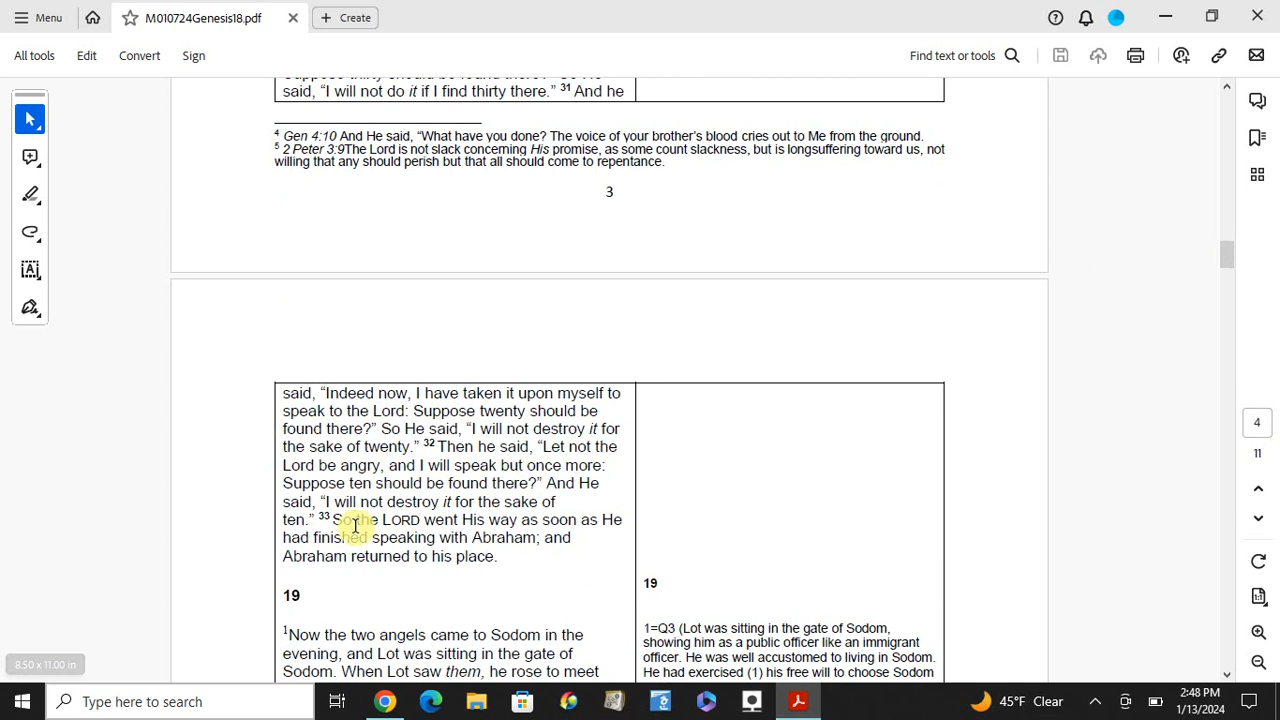 Menu
M010724Genesis18.pdf
Create
All tools
Edit
Convert
Sign
Find text or tools
said, “I will not do it if I find thirty there.” 31 And he
4 Gen 4:10 And He said, “What have you done? The voice of your brother’s blood cries out to Me from the ground.
5 2 Peter 3:9The Lord is not slack concerning His promise, as some count slackness, but is longsuffering toward us, not
willing that any should perish but that all should come to repentance.
3
said, “Indeed now, I have taken it upon myself to
speak to the Lord: Suppose twenty should be
found there?” So He said, “I will not destroy it for
the sake of twenty.” 32 Then he said, “Let not the
Lord be angry, and I will speak but once more:
Suppose ten should be found there?” And He
said, “I will not destroy it for the sake of
ten.” 33 So the LORD went His way as soon as He
had finished speaking with Abraham; and
Abraham returned to his place.
19
1Now the two angels came to Sodom in the
evening, and Lot was sitting in the gate of
Sodom. When Lot saw them, he rose to meet
19
1=Q3 (Lot was sitting in the gate of Sodom,
showing him as a public officer like an immigrant
officer. He was well accustomed to living in Sodom.
He had exercised (1) his free will to choose Sodom
4
11
8.50 x 11.00 in
Type here to search
45°F Clear
2:48 PM
1/13/2024